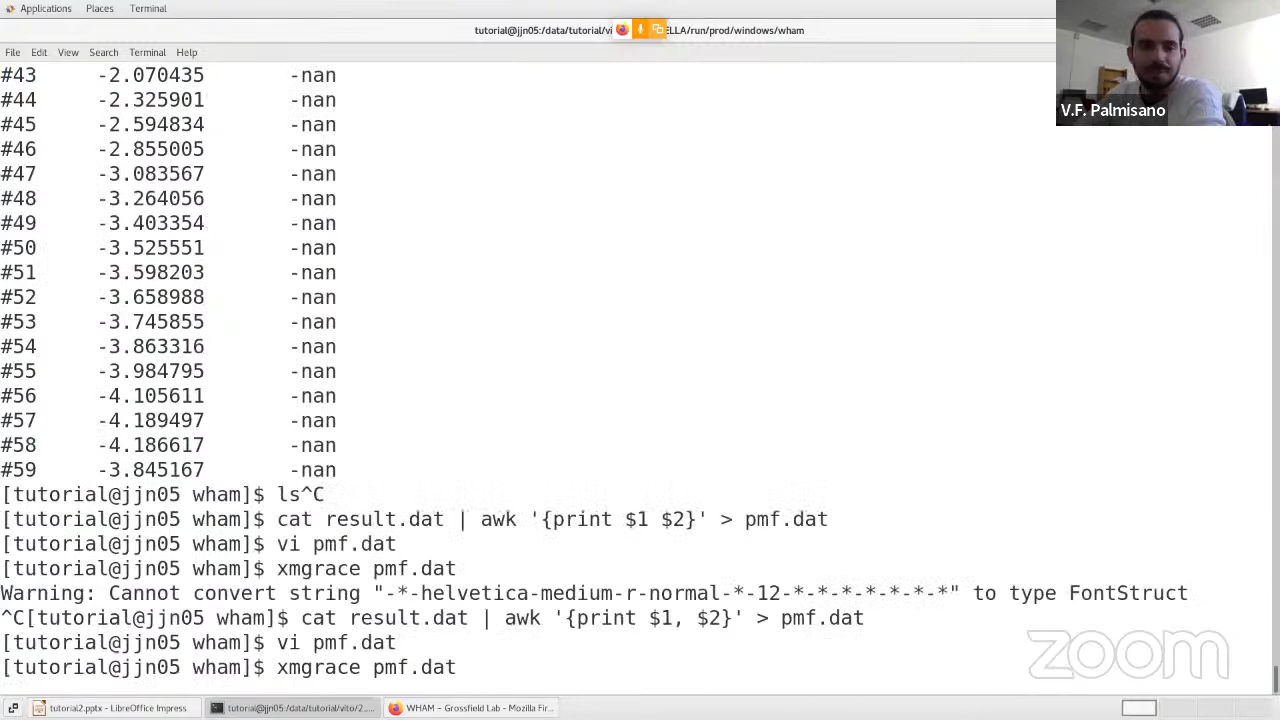 Applications Places Terminal
tutorial@jjn05:/data/tutorial/vi ELLA/run/prod/windows/wham
File Edit View Search Terminal Help
V.F. Palmisano
#43 -2.070435 -nan
#44 -2.325901 -nan
#45 -2.594834 -nan
#46 -2.855005 -nan
#47 -3.083567 -nan
#48 -3.264056 -nan
#49 -3.403354 -nan
#50 -3.525551 -nan
#51 -3.598203 -nan
#52 -3.658988 -nan
#53 -3.745855 -nan
#54 -3.863316 -nan
#55 -3.984795 -nan
#56 -4.105611 -nan
#57 -4.189497 -nan
#58 -4.186617 -nan
#59 -3.845167 -nan
[tutorial@jjn05 wham]$ ls^C
[tutorial@jjn05 wham]$ cat result.dat | awk '{print $1 $2}' > pmf.dat
[tutorial@jjn05 wham]$ vi pmf.dat
[tutorial@jjn05 wham]$ xmgrace pmf.dat
Warning: Cannot convert string "-*-helvetica-medium-r-normal-*-12-*-*-*-*-*-*-*" to type FontStruct
^C[tutorial@jjn05 wham]$ cat result.dat | awk '{print $1, $2}' > pmf.dat
[tutorial@jjn05 wham]$ vi pmf.dat
[tutorial@jjn05 wham]$ xmgrace pmf.dat
zoom
tutorial2.pptx - LibreOffice Impress tutorial@jjn05:/data/tutorial/vito/2.... WHAM – Grossfield Lab - Mozilla Fir...